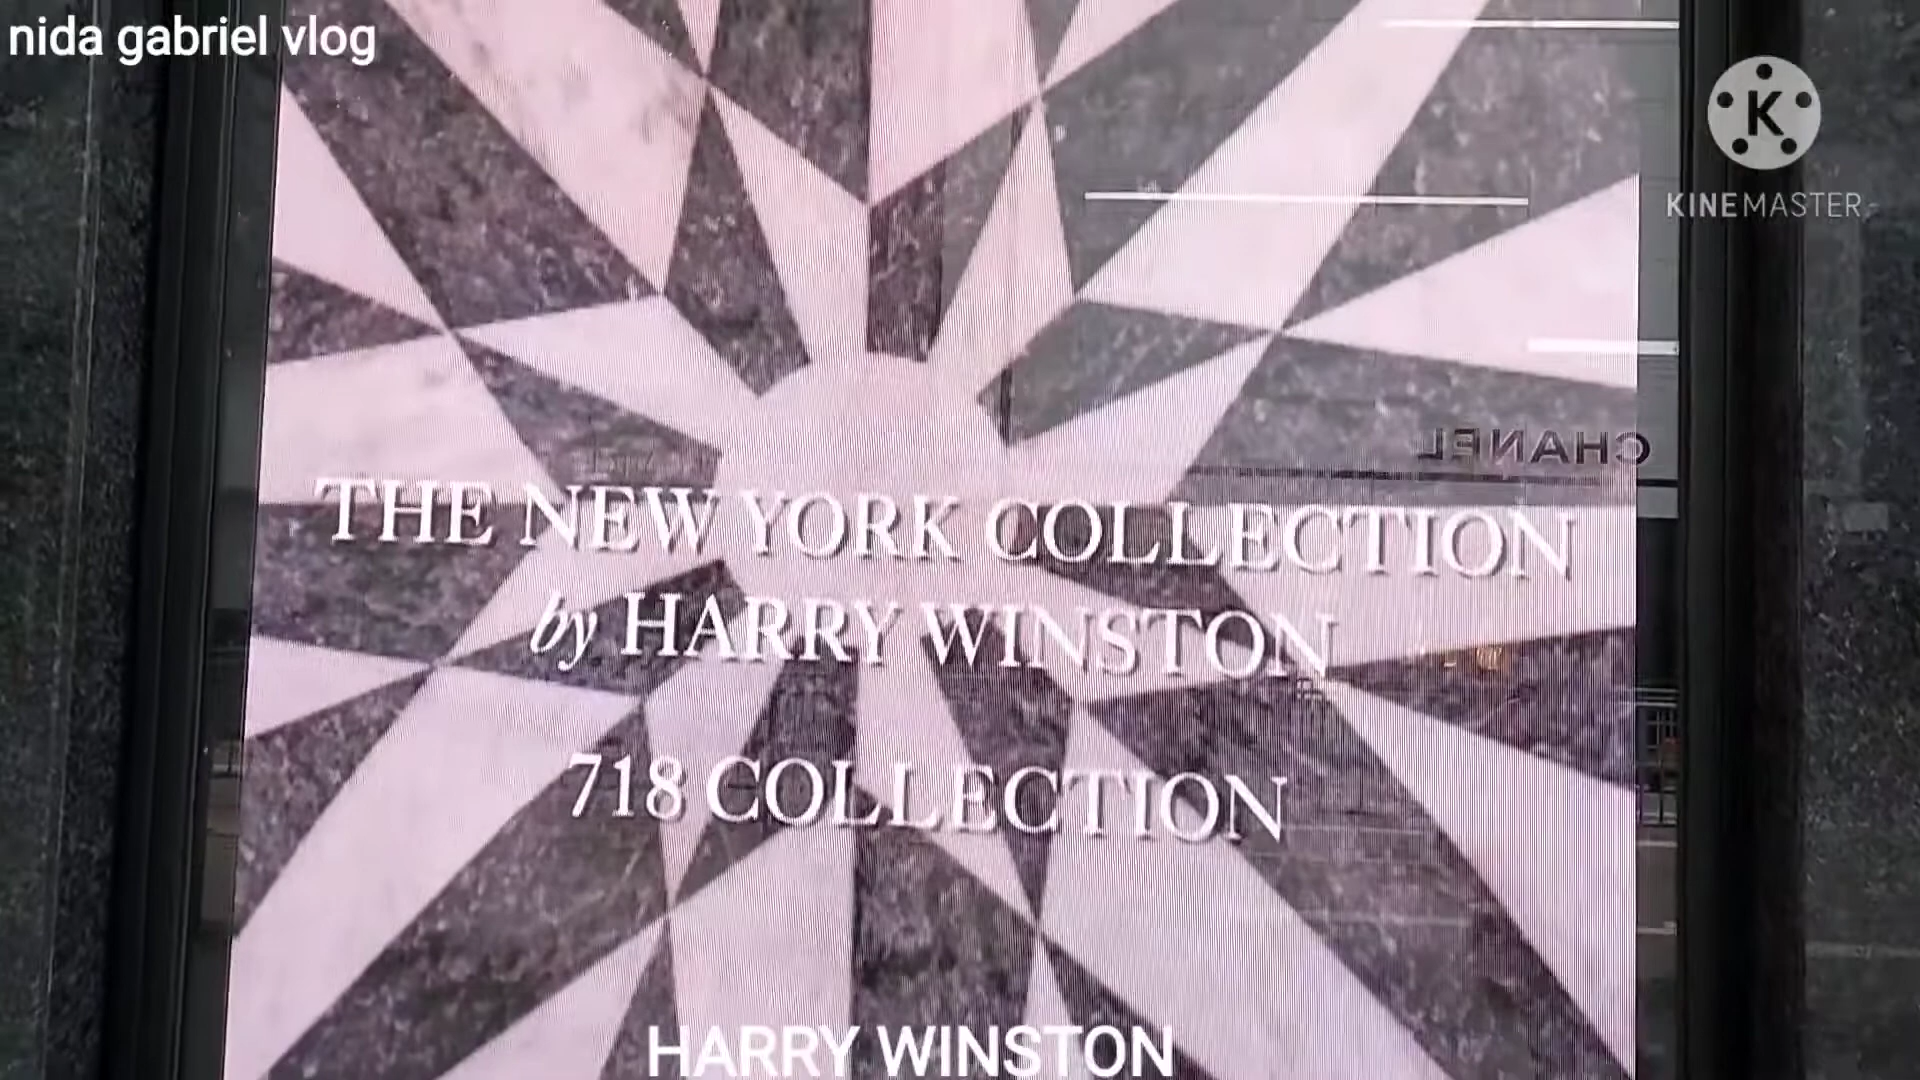 nida gabriel vlog
K
KINEMASTER
CHANEL
THE NEW YORK COLLECTION
by HARRY WINSTON
718 COLLECTION
HARRY WINSTON